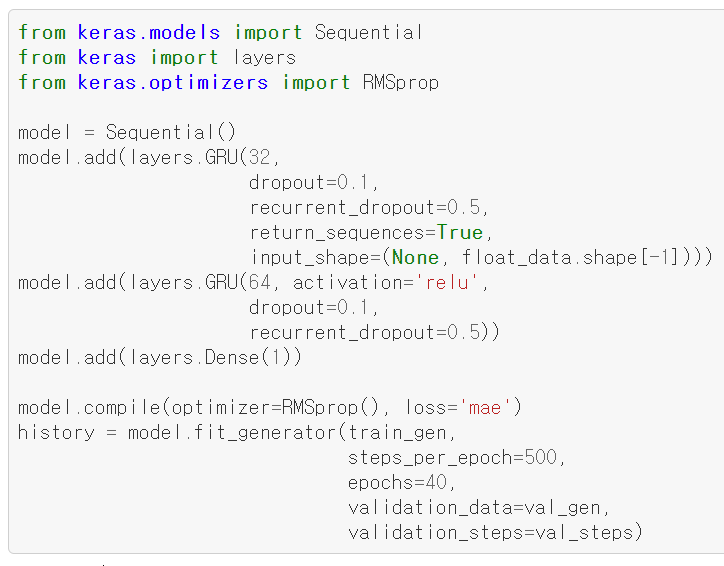 from keras.models import Sequential
from keras import layers
from keras.optimizers import RMSprop
model = Sequential()
model.add(layers.GRU(32,
dropout=0.1,
recurrent_dropout=0.5,
return_sequences=True,
input_shape=(None, float_data.shape[-1])))
model.add(layers.GRU(64, activation='relu',
dropout=0.1,
recurrent_dropout=0.5))
model.add(layers.Dense(1))
model.compile(optimizer=RMSprop(), loss='mae')
history = model.fit_generator(train_gen,
steps_per_epoch=500,
epochs=40,
validation_data=val_gen,
validation_steps=val_steps)